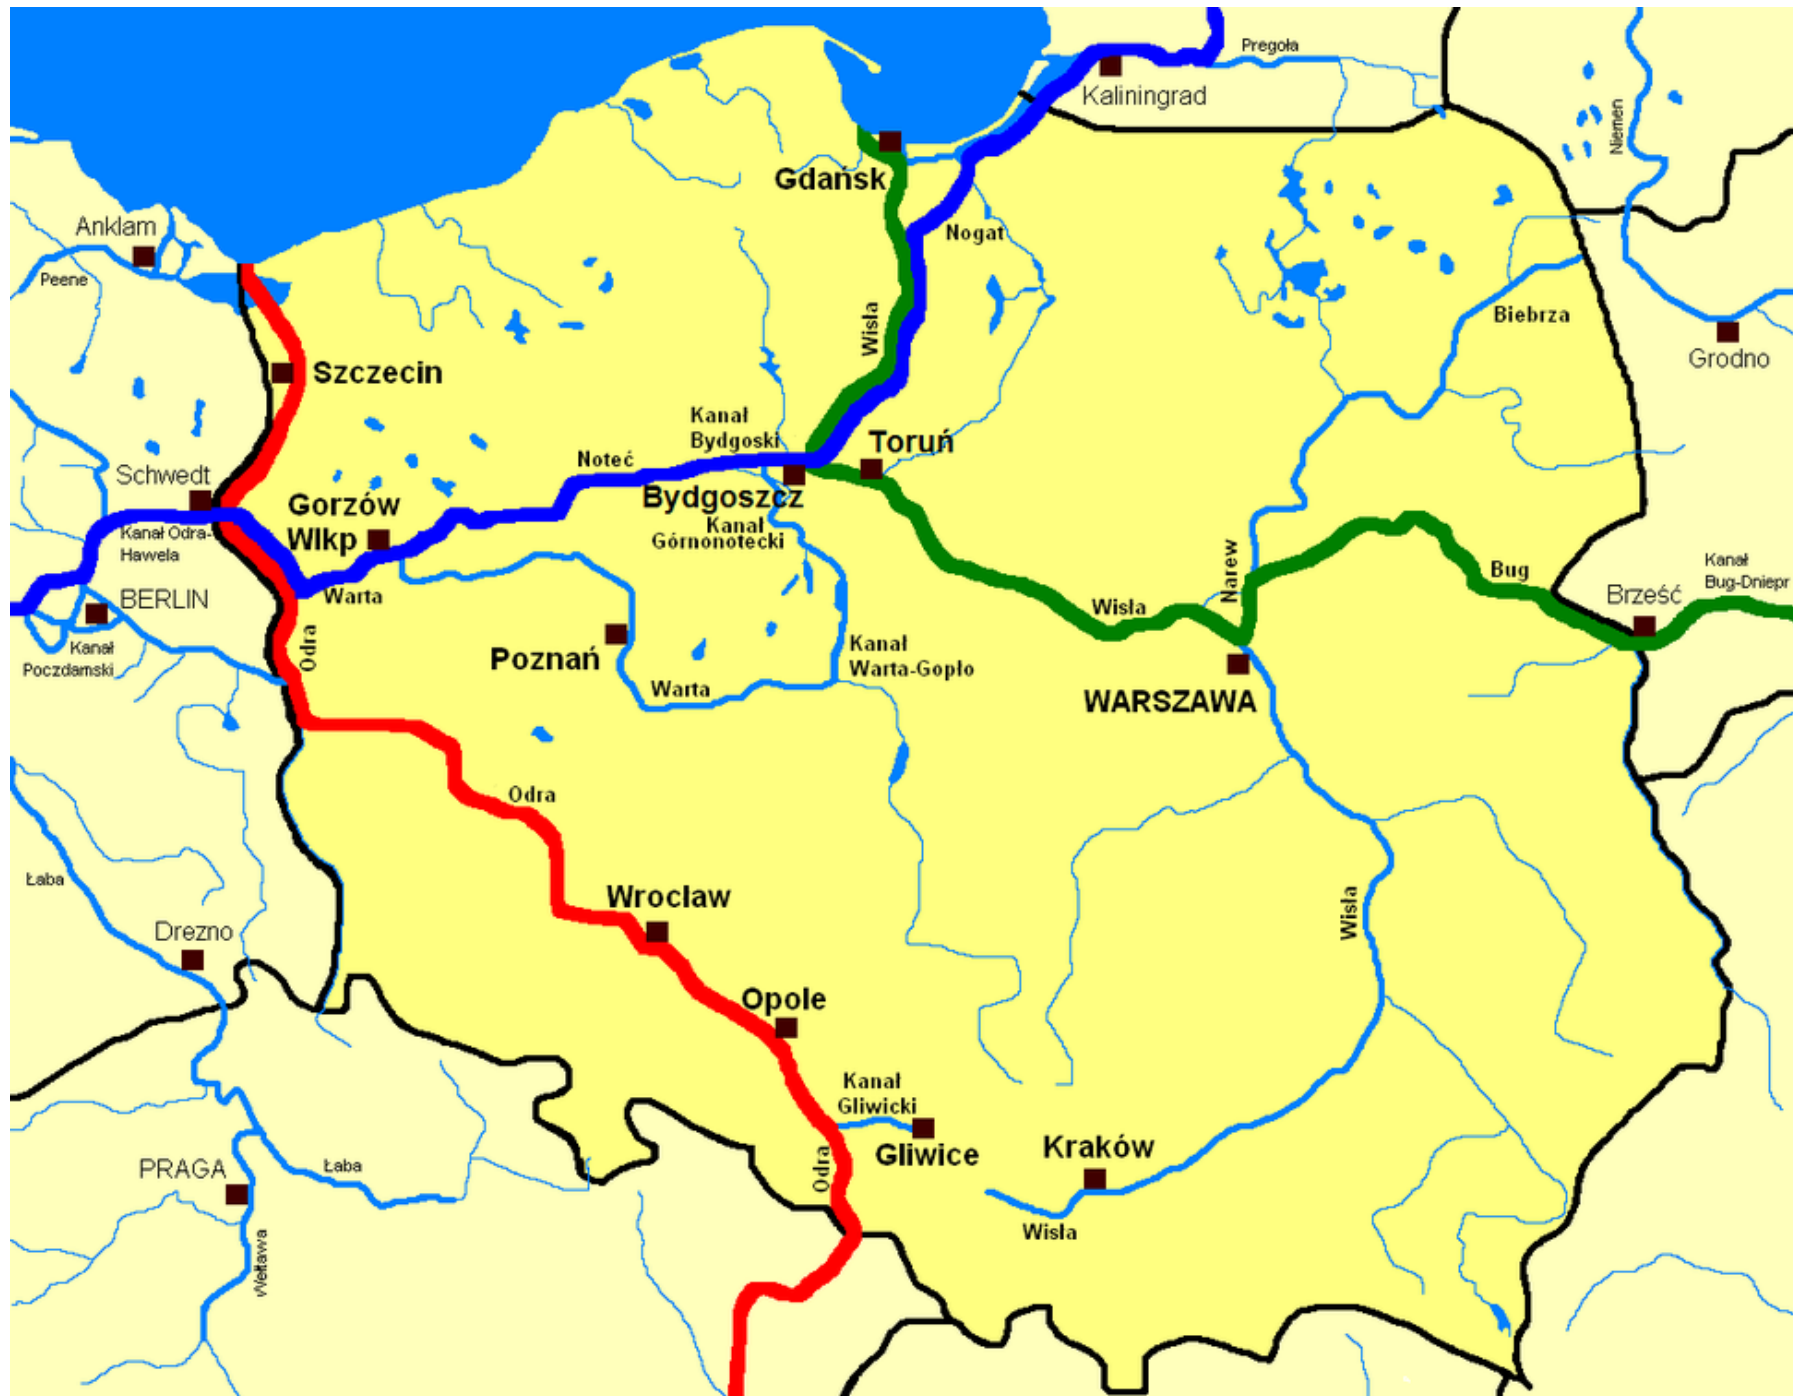 Pregoła
Kaliningrad
Niemen
Gdańsk
Anklam
Nogat
Peene
Wisła
Biebrza
Grodno
Szczecin
Kanał
Bydgoski
Toruń
Noteć
Schwedt
Gorzów
Wlkp
Bydgoszcz
Kanał
Górnonotecki
Kanał Odra-
Hawela
Narew
Bug
Kanał
Bug-Dniepr
Brześć
BERLIN
Warta
Wisła
Odra
Kanał
Poczdamski
Poznań
Kanał
Warta-Gopło
Warta
WARSZAWA
Odra
Łaba
Wrocław
Wisła
Drezno
Opole
Kanał
Gliwicki
Gliwice
Kraków
Odra
PRAGA
Łaba
Wisła
Wełtawa